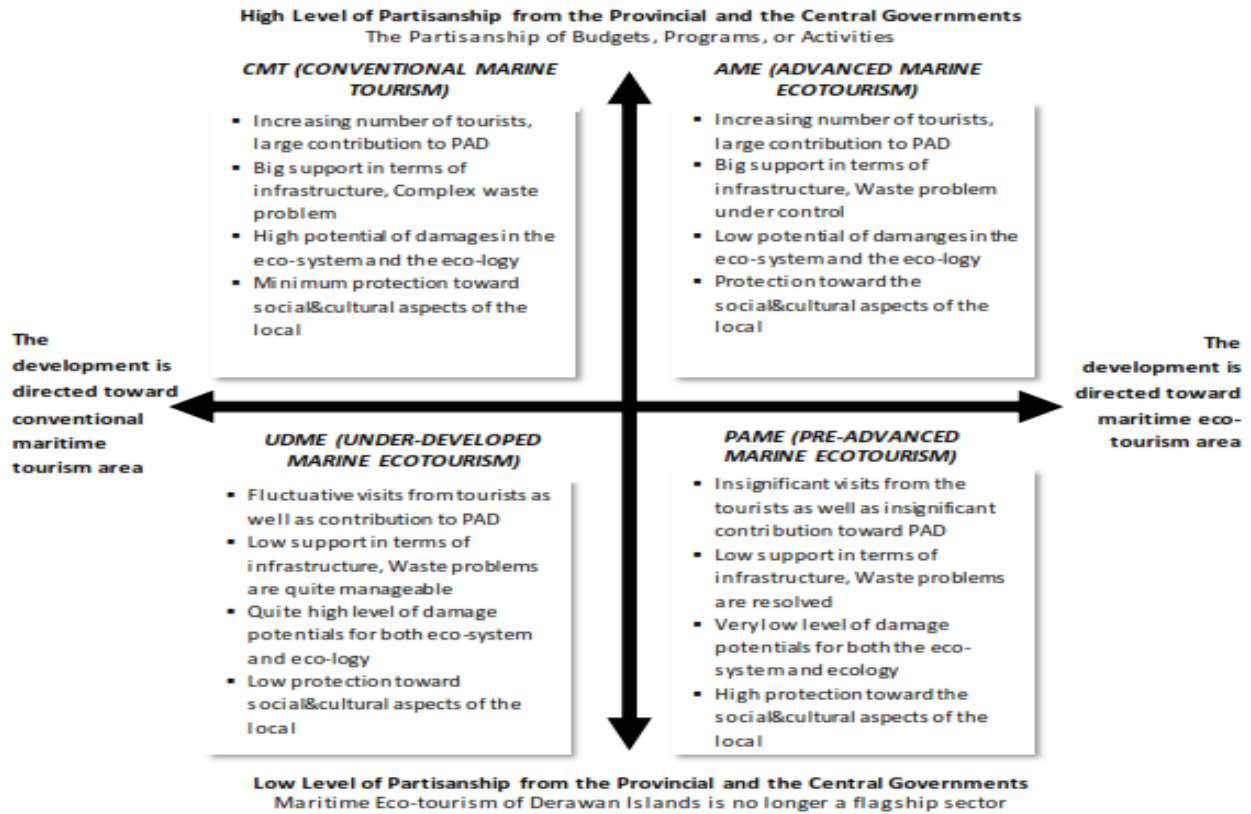 High Level of Partisanship from the Provincial and the Central Governments
The Partisanship of Budgets, Programs, or Activities
CMT (CONVENTIONAL MARINE
TOURISM)
▪ Increasing number of tourists,
large contribution to PAD
▪ Big support in terms of
infrastructure, Complex waste
problem
▪ High potential of damages in the
eco-system and the eco-logy
▪ Minimum protection toward
social&cultural aspects of the
local
AME (ADVANCED MARINE
ECOTOURISM)
▪ Increasing number of tourists,
large contribution to PAD
▪ Big support in terms of
infrastructure, Waste problem
under control
▪ Low potential of damanges in the
eco-system and the eco-logy
▪ Protection toward the
social&cultural aspects of the
local
The
development is
directed toward
conventional
maritime
tourism area
The
development is
directed toward
maritime eco-
tourism area
UDME (UNDER-DEVELOPED
MARINE ECOTOURISM)
▪ Fluctuative visits from tourists as
well as contribution to PAD
▪ Low support in terms of
infrastructure, Waste problems
are quite manageable
▪ Quite high level of damage
potentials for both eco-system
and eco-logy
▪ Low protection toward
social&cultural aspects of the
local
PAME (PRE-ADVANCED
MARINE ECOTOURISM)
▪ Insignificant visits from the
tourists as well as insignificant
contribution toward PAD
▪ Low support in terms of
infrastructure, Waste problems
are resolved
▪ Very low level of damage
potentials for both the eco-
system and ecology
▪ High protection toward the
social&cultural aspects of the
local
Low Level of Partisanship from the Provincial and the Central Governments
Maritime Eco-tourism of Derawan Islands is no longer a flagship sector